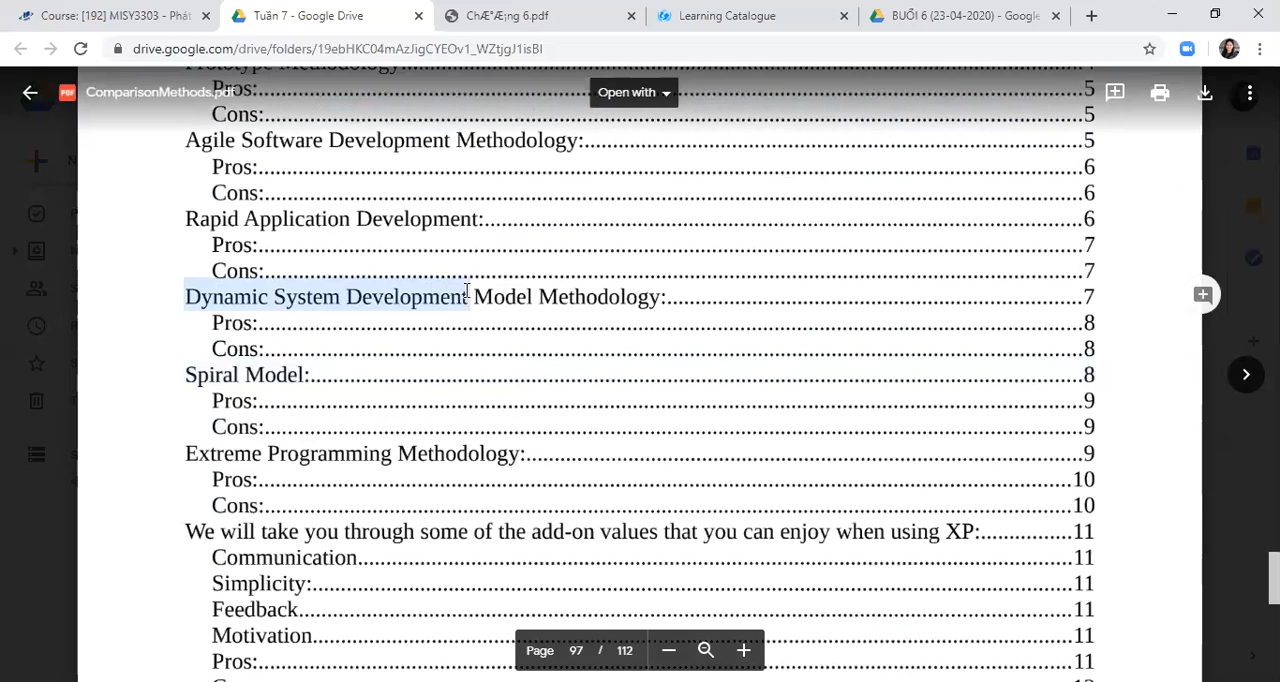 Course: [192] MISY3303 - Phát
Tuần 7 - Google Drive
ChÆ°Æ¡ng 6.pdf
Learning Catalogue
BUỔI 6 (23-04-2020) - Google
drive.google.com/drive/folders/19ebHKC04mAzJigCYEOv1_WZtjgJ1isBI
ComparisonMethods.pdf
Open with
Pros:..........5
Cons:..........5
Agile Software Development Methodology:..........5
Pros:..........6
Cons:..........6
Rapid Application Development:..........6
Pros:..........7
Cons:..........7
Dynamic System Development Model Methodology:..........7
Pros:..........8
Cons:..........8
Spiral Model:..........8
Pros:..........9
Cons:..........9
Extreme Programming Methodology:..........9
Pros:..........10
Cons:..........10
We will take you through some of the add-on values that you can enjoy when using XP:..........11
Communication..........11
Simplicity:..........11
Feedback..........11
Motivation..........11
Pros:..........11
Page 97 / 112